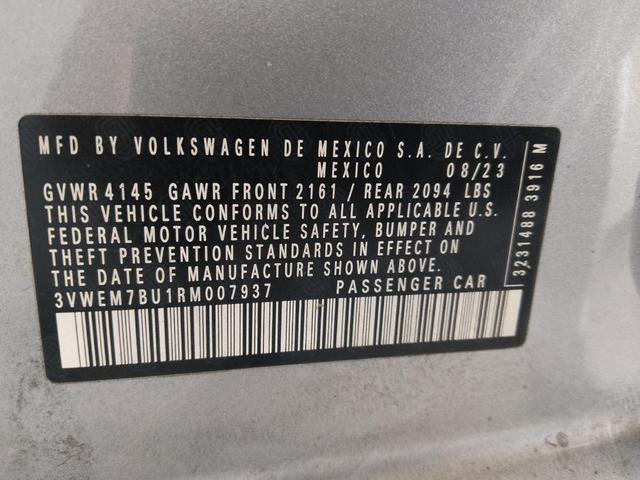 MFD BY VOLKSWAGEN DE MEXICO S.A. DE C.V.
MEXICO 08/23
GVWR 4145 GAWR FRONT 2161 / REAR 2094 LBS
THIS VEHICLE CONFORMS TO ALL APPLICABLE U.S.
FEDERAL MOTOR VEHICLE SAFETY, BUMPER AND
THEFT PREVENTION STANDARDS IN EFFECT ON
THE DATE OF MANUFACTURE SHOWN ABOVE.
3VWEM7BU1RM007937 PASSENGER CAR
3231488 3916 M